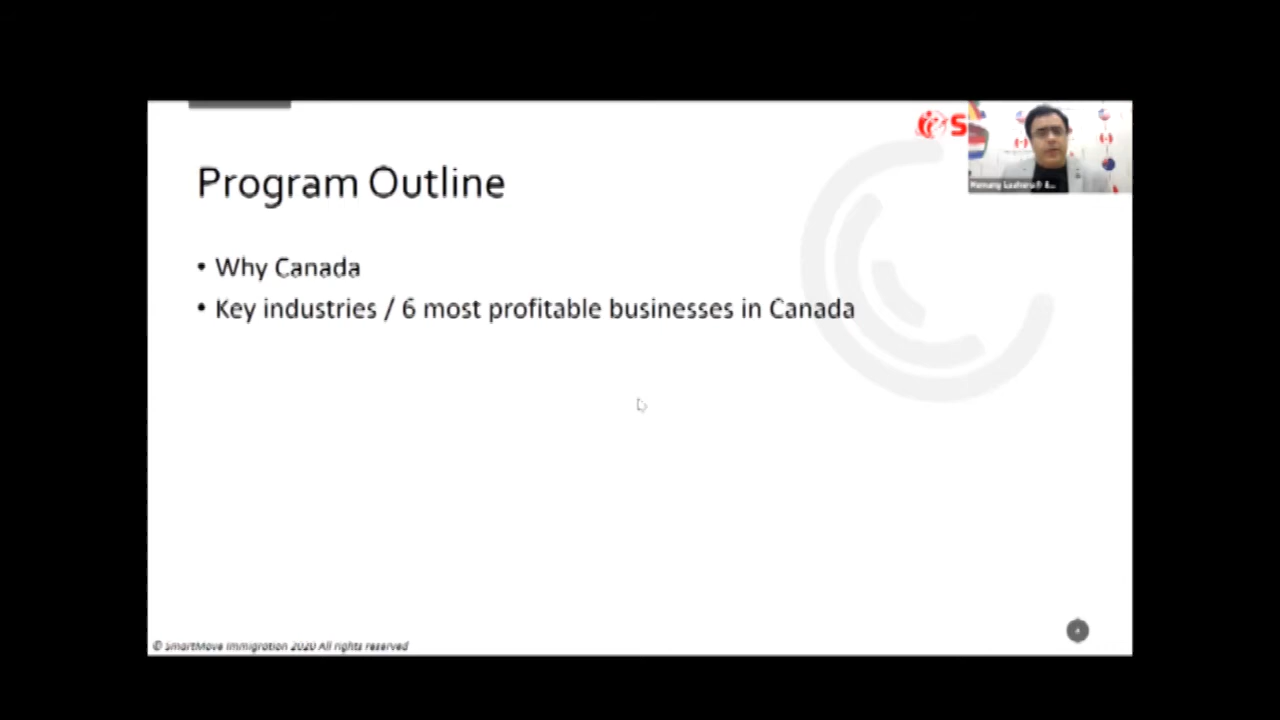 Program Outline
• Why Canada
• Key industries / 6 most profitable businesses in Canada
© SmartMove Immigration 2020 All rights reserved
S